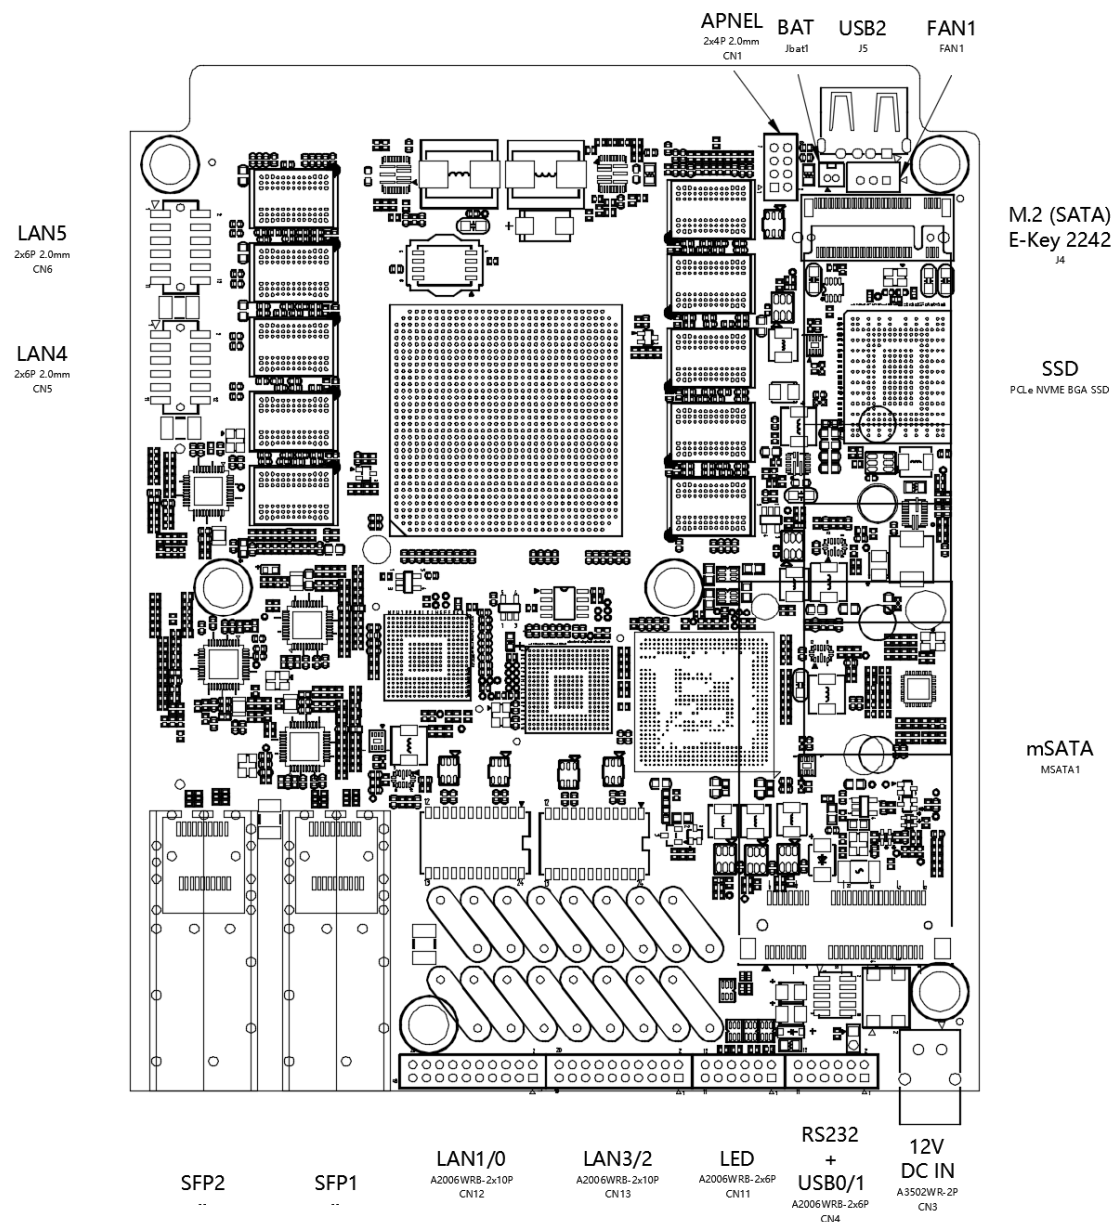 APNEL
2x4P 2.0mm
CN1
BAT
Jbat1
USB2
J5
FAN1
FAN1
LAN5
2x6P 2.0mm
CN6
M.2 (SATA)
E-Key 2242
J4
LAN4
2x6P 2.0mm
CN5
SSD
PCLe NVME BGA SSD
mSATA
MSATA1
12
13
24
SFP2
--
SFP1
--
LAN1/0
A2006WRB-2x10P
CN12
LAN3/2
A2006WRB-2x10P
CN13
LED
A2006WRB-2x6P
CN11
RS232
+
USB0/1
A2006WRB-2x6P
CN4
12V
DC IN
A3502WR-2P
CN3